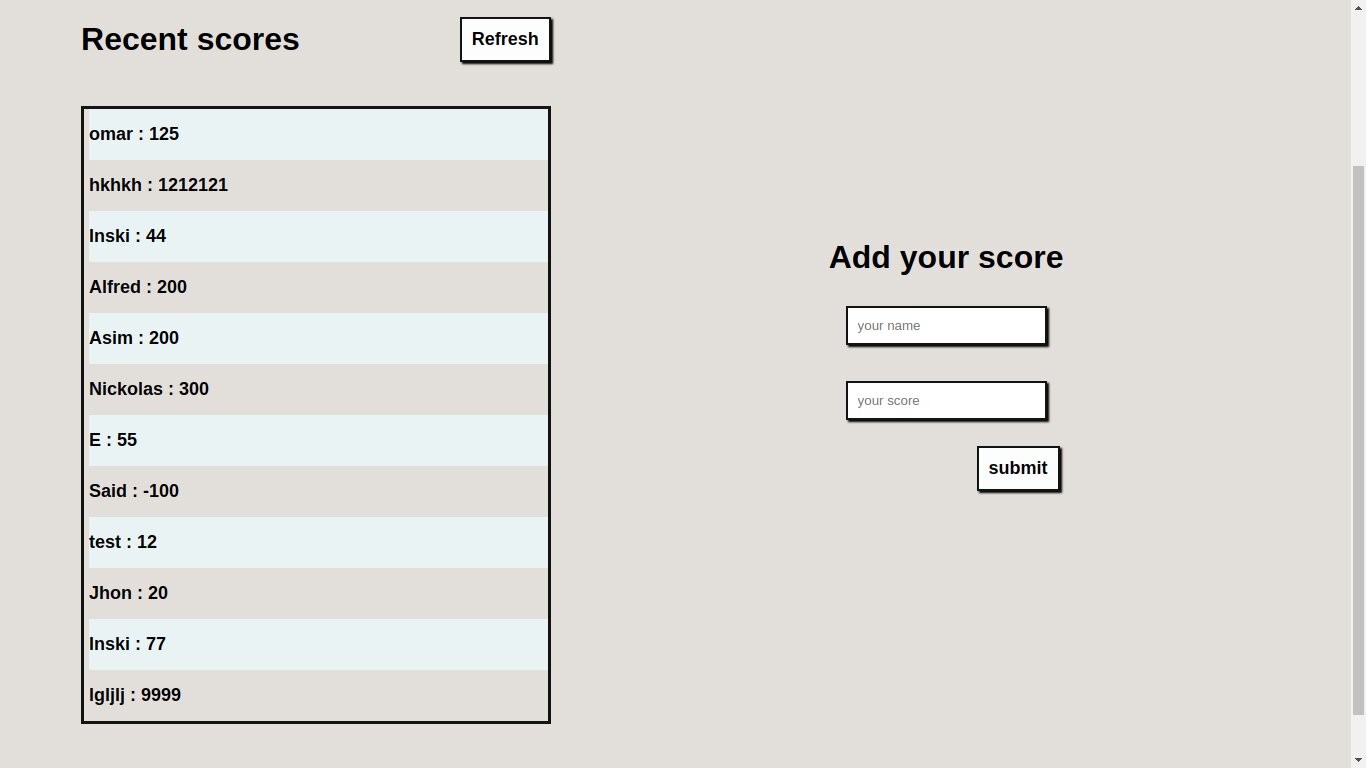 Recent scores
Refresh
omar : 125
hkhkh : 1212121
Inski : 44
Alfred : 200
Asim : 200
Nickolas : 300
E : 55
Said : -100
test : 12
Jhon : 20
Inski : 77
lgljlj : 9999
Add your score
your name
your score
submit